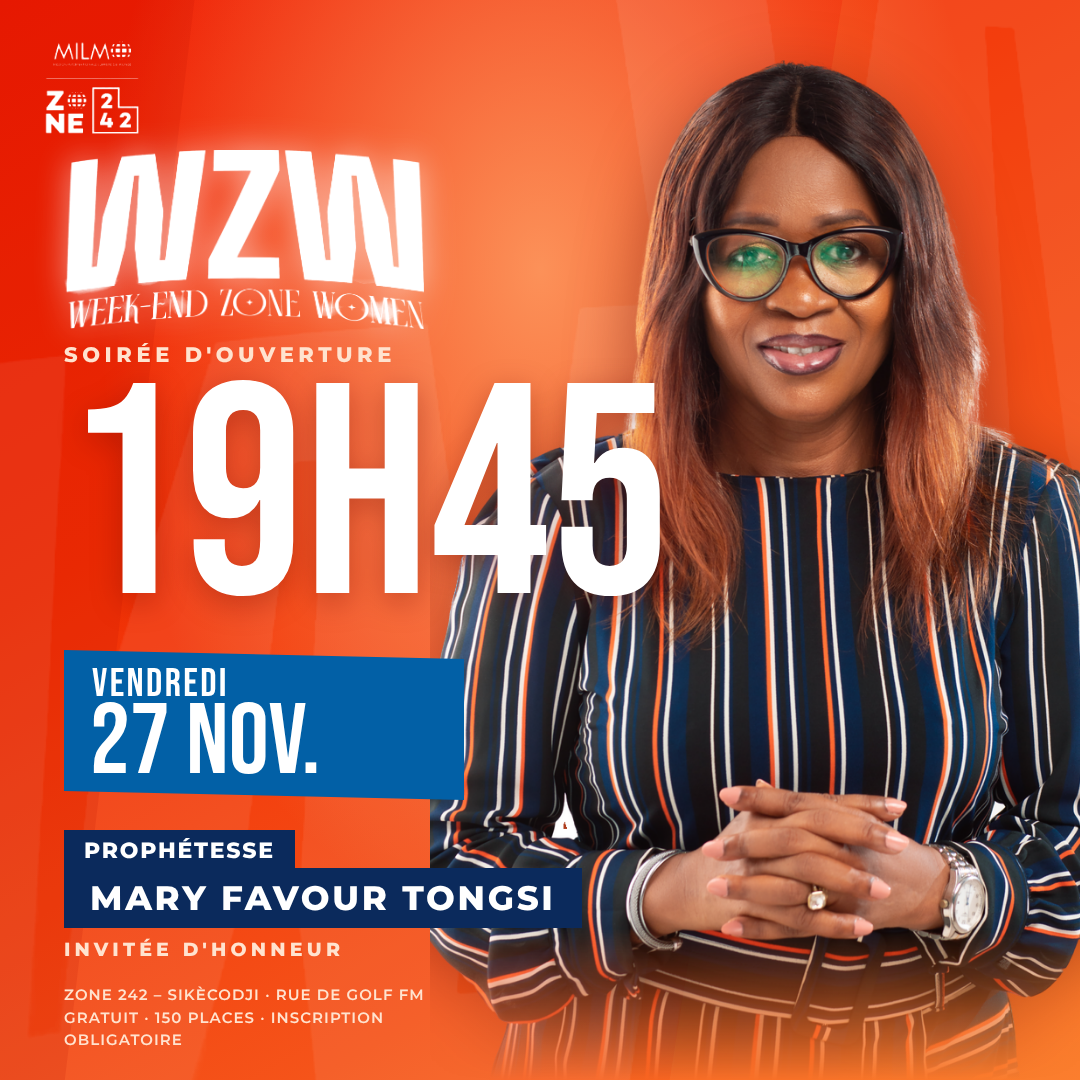 MILM
ZONE 242
WZW
WEEK-END ZONE WOMEN
SOIRÉE D'OUVERTURE
19H45
VENDREDI
27 NOV.
PROPHÉTESSE
MARY FAVOUR TONGSI
INVITÉE D'HONNEUR
ZONE 242 – SIKÈCODJI · RUE DE GOLF FM
GRATUIT · 150 PLACES · INSCRIPTION
OBLIGATOIRE